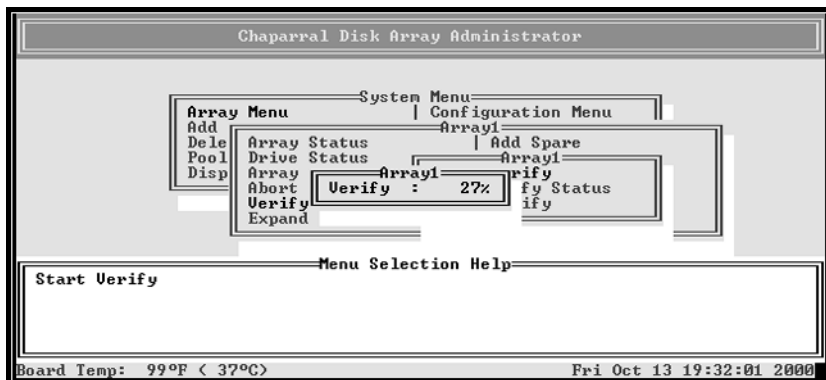 Chaparral Disk Array Administrator
System Menu
Array Menu | Configuration Menu
Add
Array1
Dele
Array Status | Add Spare
Pool
Drive Status
Array1
Disp
Array
Array1
rify
Abort
Verify : 27%
fy Status
Verify
ify
Expand
Menu Selection Help
Start Verify
Board Temp: 99ºF ( 37ºC)
Fri Oct 13 19:32:01 2000